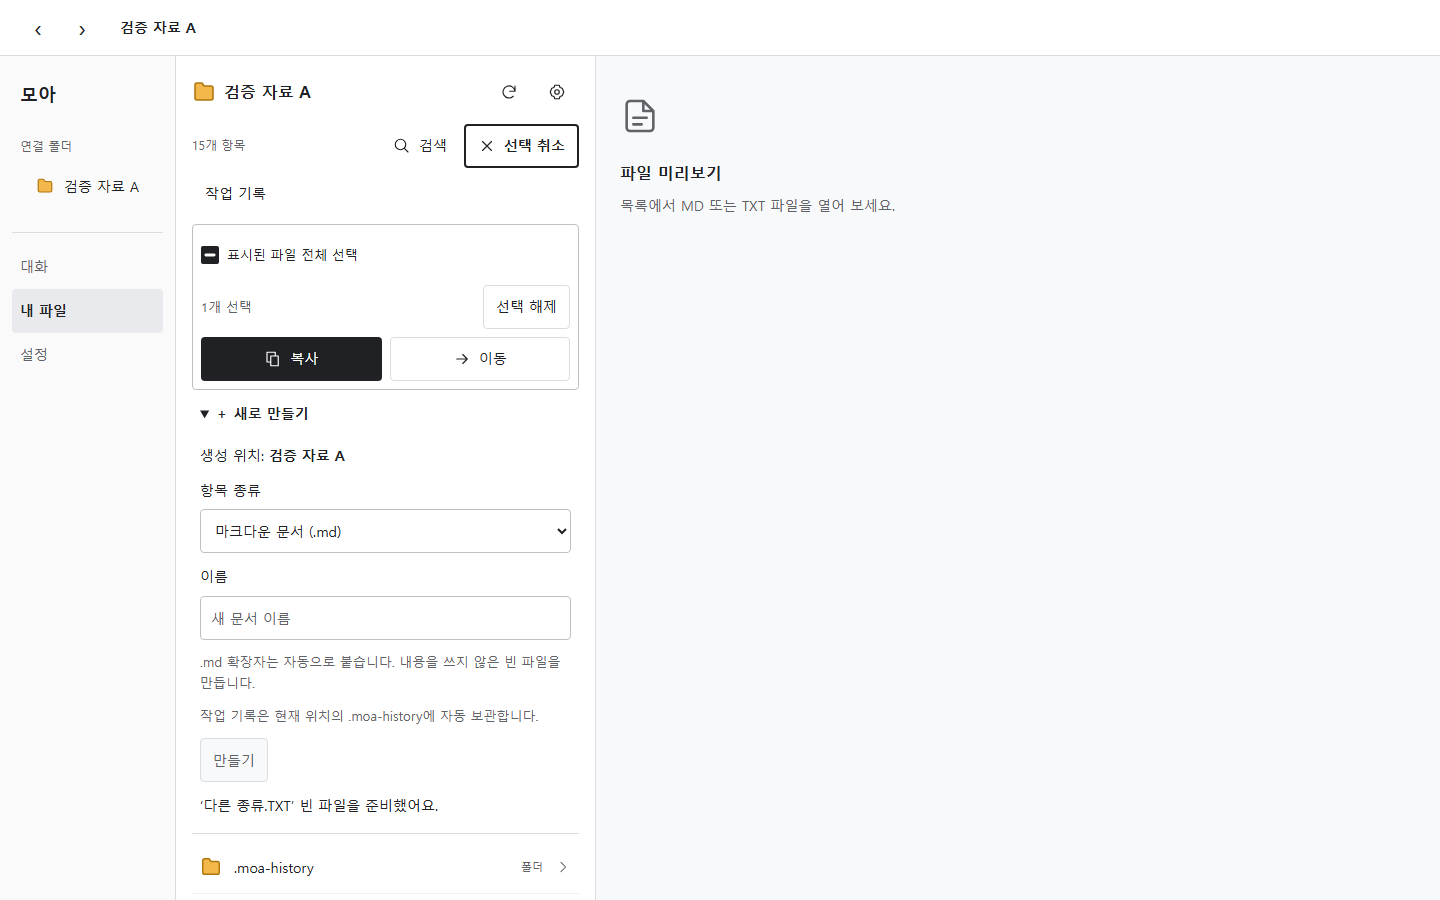 검증 자료 A
모아
연결 폴더
검증 자료 A
대화
내 파일
설정
검증 자료 A
15개 항목
검색
선택 취소
작업 기록
표시된 파일 전체 선택
1개 선택
선택 해제
복사
이동
+ 새로 만들기
생성 위치: 검증 자료 A
항목 종류
마크다운 문서 (.md)
이름
새 문서 이름
.md 확장자는 자동으로 붙습니다. 내용을 쓰지 않은 빈 파일을
만듭니다.
작업 기록은 현재 위치의 .moa-history에 자동 보관합니다.
만들기
‘다른 종류.TXT’ 빈 파일을 준비했어요.
.moa-history
폴더
파일 미리보기
목록에서 MD 또는 TXT 파일을 열어 보세요.